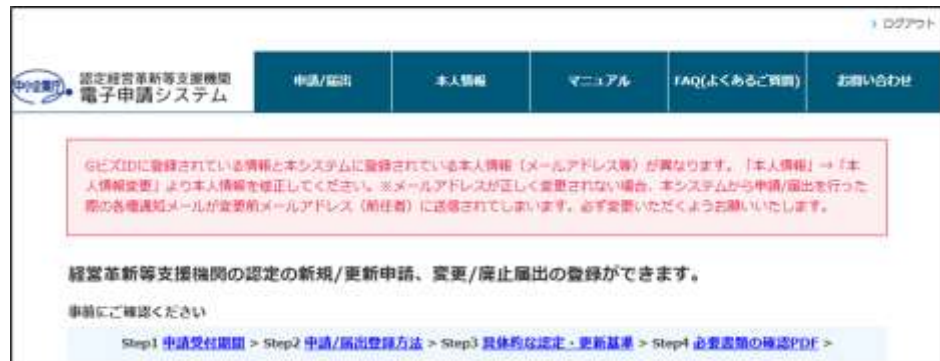 ログアウト
中小企業庁
認定経営革新等支援機関
電子申請システム
申請/届出
本人情報
マニュアル
FAQ(よくあるご質問)
お問い合わせ
GビズIDに登録されている情報と本システムに登録されている本人情報（メールアドレス等）が異なります。「本人情報」→「本
人情報変更」より本人情報を修正してください。※メールアドレスが正しく変更されない場合、本システムから申請/届出を行った
際の各種通知メールが変更前メールアドレス（前任者）に送信されてしまいます。必ず変更いただくようお願いいたします。
経営革新等支援機関の認定の新規/更新申請、変更/廃止届出の登録ができます。
事前にご確認ください
Step1 申請受付期間 > Step2 申請/届出登録方法 > Step3 具体的な認定・更新基準 > Step4 必要書類の確認PDF >